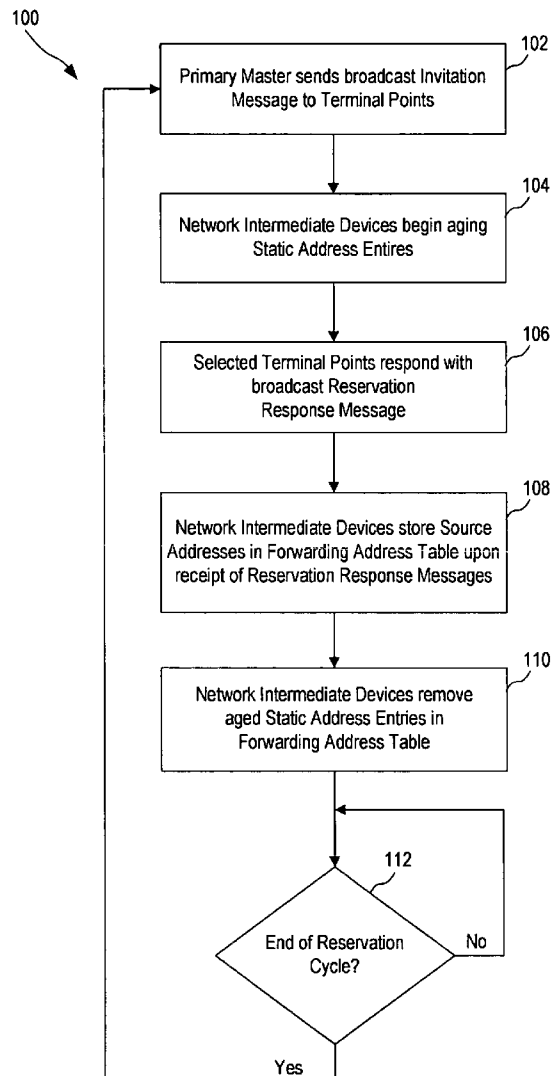 100
102
Primary Master sends broadcast Invitation
Message to Terminal Points
104
Network Intermediate Devices begin aging
Static Address Entires
106
Selected Terminal Points respond with
broadcast Reservation
Response Message
108
Network Intermediate Devices store Source
Addresses in Forwarding Address Table upon
receipt of Reservation Response Messages
110
Network Intermediate Devices remove
aged Static Address Entries in
Forwarding Address Table
112
End of Reservation
Cycle?
No
Yes